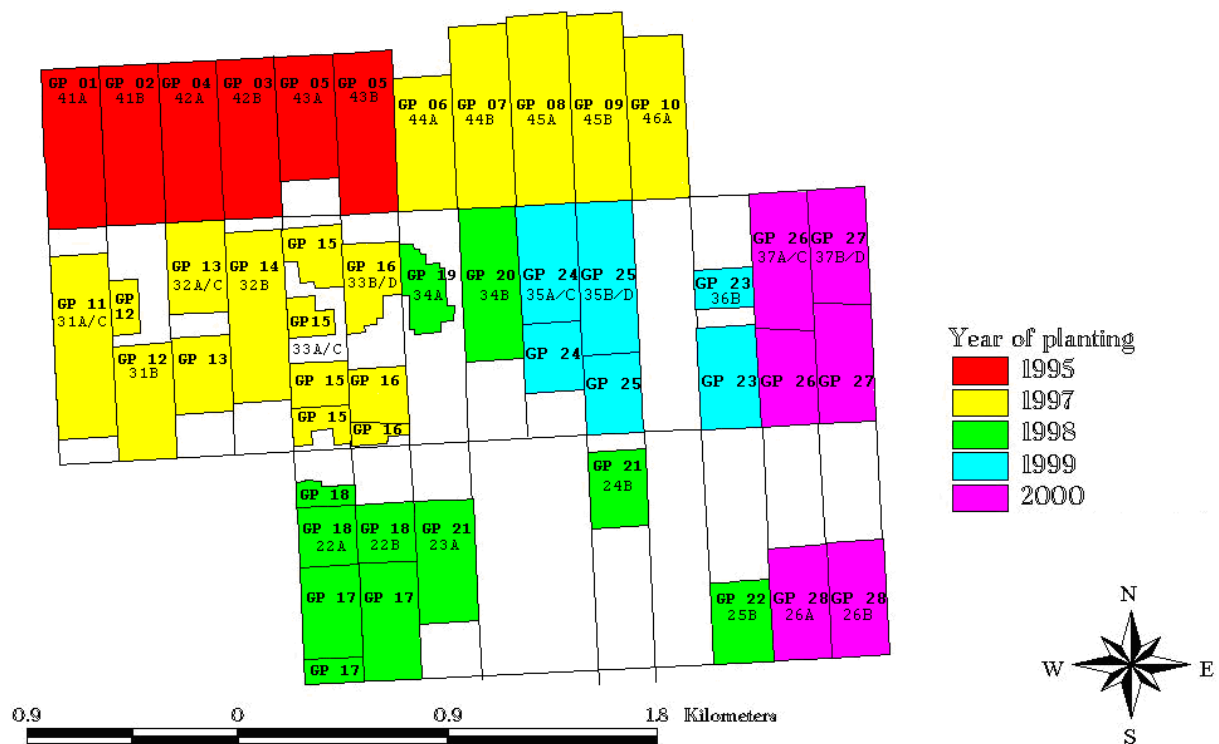 GP 01
41A
GP 02
41B
GP 04
42A
GP 03
42B
GP 05
43A
GP 05
43B
GP 06
44A
GP 07
44B
GP 08
45A
GP 09
45B
GP 10
46A
GP 11
31A/C
GP
12
GP 12
31B
GP 13
32A/C
GP 13
GP 14
32B
GP 15
GP15
33A/C
GP 15
GP 15
GP 16
33B/D
GP 16
GP 16
GP 19
34A
GP 20
34B
GP 24
35A/C
GP 24
GP 25
35B/D
GP 25
GP 23
36B
GP 23
GP 26
37A/C
GP 26
GP 27
37B/D
GP 27
GP 18
GP 18
22A
GP 18
22B
GP 21
23A
GP 17
GP 17
GP 17
GP 21
24B
GP 22
25B
GP 28
26A
GP 28
26B
Year of planting
1995
1997
1998
1999
2000
N
W
E
S
0.9 0 0.9 1.8 Kilometers